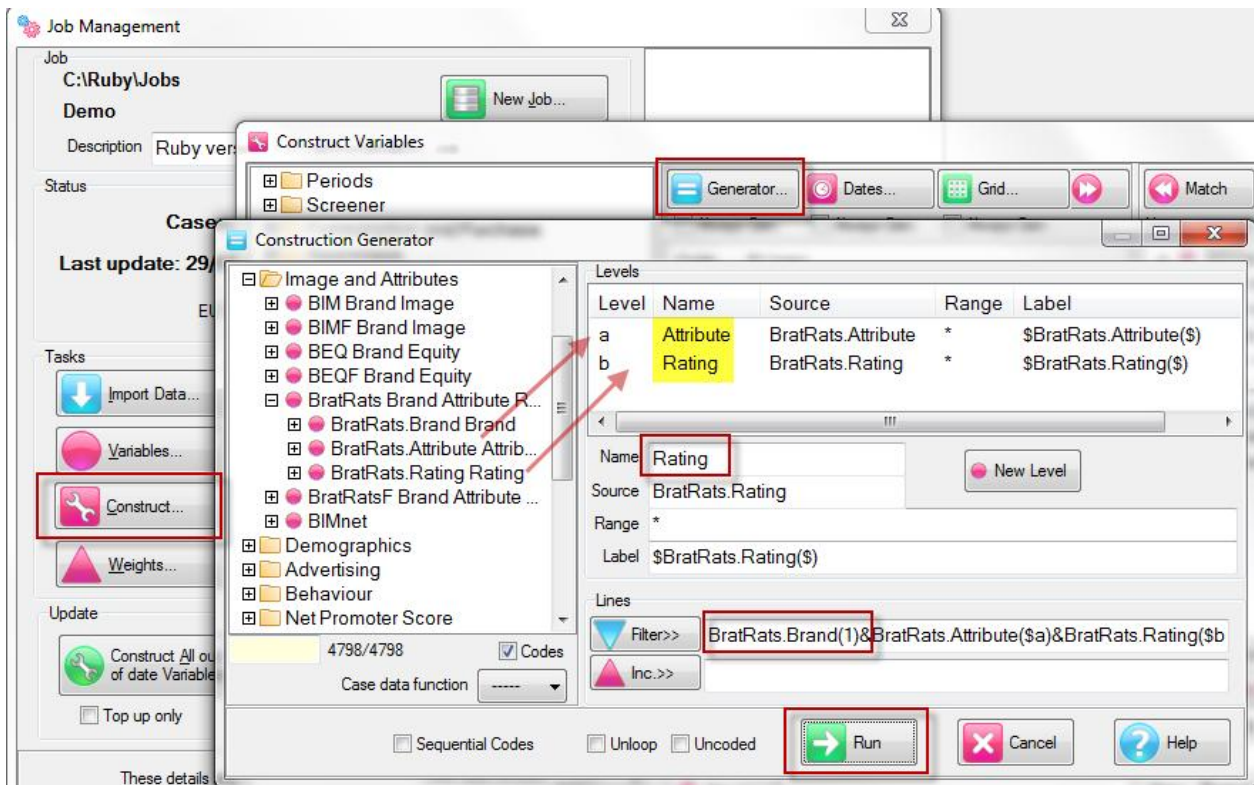 Job Management
Job
C:\Ruby\Jobs
Demo
New Job...
Description Ruby ver
Status
Case
Last update: 29/
Tasks
Import Data...
Variables...
Construct...
Weights...
Update
Construct All ou
of date Variable
Top up only
These details
Construct Variables
Periods
Screener
Generator...
Dates...
Grid...
Match
Construction Generator
Image and Attributes
BIM Brand Image
BIMF Brand Image
BEQ Brand Equity
BEQF Brand Equity
BratRats Brand Attribute R...
BratRats.Brand Brand
BratRats.Attribute Attrib...
BratRats.Rating Rating
BratRatsF Brand Attribute ...
BIMnet
Demographics
Advertising
Behaviour
Net Promoter Score
4798/4798
Codes
Case data function -----
Levels
Level Name Source Range Label
a Attribute BratRats.Attribute * $BratRats.Attribute($)
b Rating BratRats.Rating * $BratRats.Rating($)
Name Rating
New Level
Source BratRats.Rating
Range *
Label $BratRats.Rating($)
Lines
Filter>> BratRats.Brand(1)&BratRats.Attribute($a)&BratRats.Rating($b
Inc.>>
Sequential Codes
Unloop
Uncoded
Run
Cancel
Help